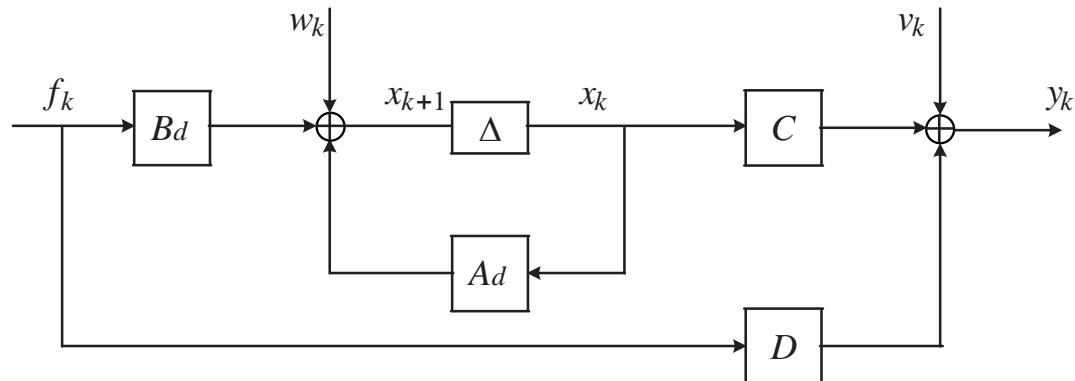 w_k v_k
f_k x_{k+1} x_k y_k
B_d Δ C
A_d
D